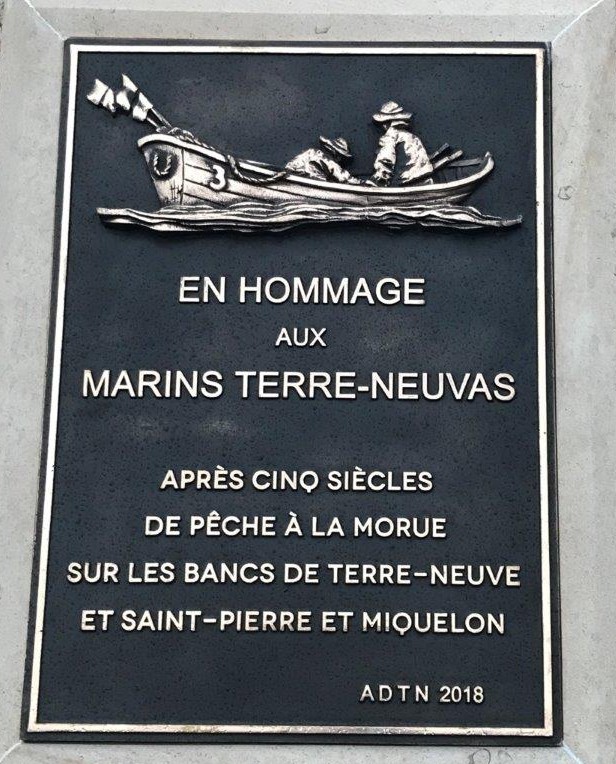 3
EN HOMMAGE
AUX
MARINS TERRE-NEUVAS
APRÈS CINQ SIÈCLES
DE PÊCHE À LA MORUE
SUR LES BANCS DE TERRE-NEUVE
ET SAINT-PIERRE ET MIQUELON
ADTN 2018